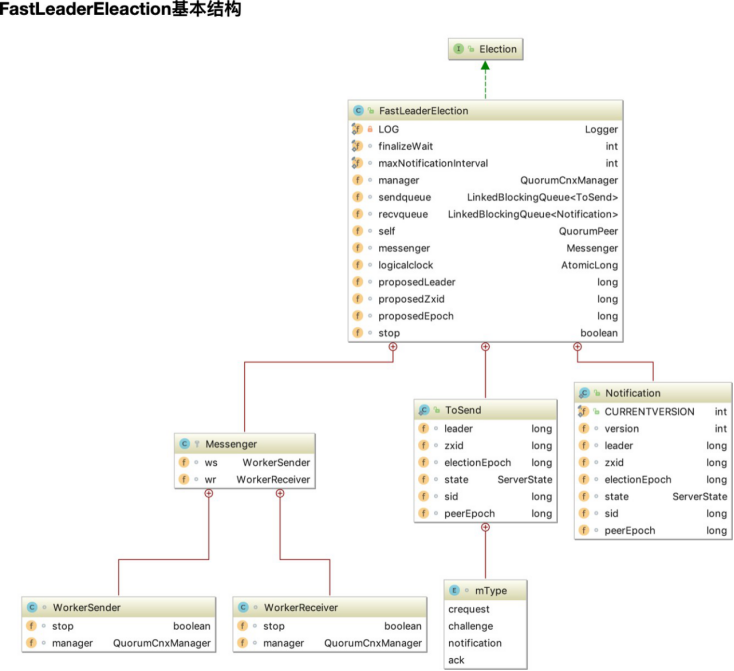 FastLeaderEleaction基本结构
Election
FastLeaderElection
LOG Logger
finalizeWait int
maxNotificationInterval int
manager QuorumCnxManager
sendqueue LinkedBlockingQueue<ToSend>
recvqueue LinkedBlockingQueue<Notification>
self QuorumPeer
messenger Messenger
logicalclock AtomicLong
proposedLeader long
proposedZxid long
proposedEpoch long
stop boolean
Messenger
ws WorkerSender
wr WorkerReceiver
ToSend
leader long
zxid long
electionEpoch long
state ServerState
sid long
peerEpoch long
Notification
CURRENTVERSION int
version int
leader long
zxid long
electionEpoch long
state ServerState
sid long
peerEpoch long
WorkerSender
stop boolean
manager QuorumCnxManager
WorkerReceiver
stop boolean
manager QuorumCnxManager
mType
crequest
challenge
notification
ack